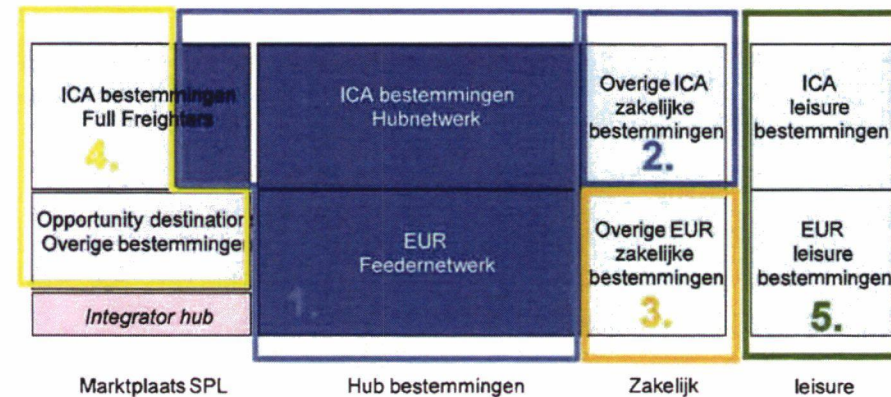 ICA bestemmingen
Full Freighters
4.
ICA bestemmingen
Hubnetwerk
Overige ICA
zakelijke
bestemmingen
2.
ICA
leisure
bestemmingen
Opportunity destinations
Overige bestemmingen
EUR
Feedernetwerk
1.
Overige EUR
zakelijke
bestemmingen
3.
EUR
leisure
bestemmingen
5.
Integrator hub
Marktplaats SPL
Hub bestemmingen
Zakelijk
leisure